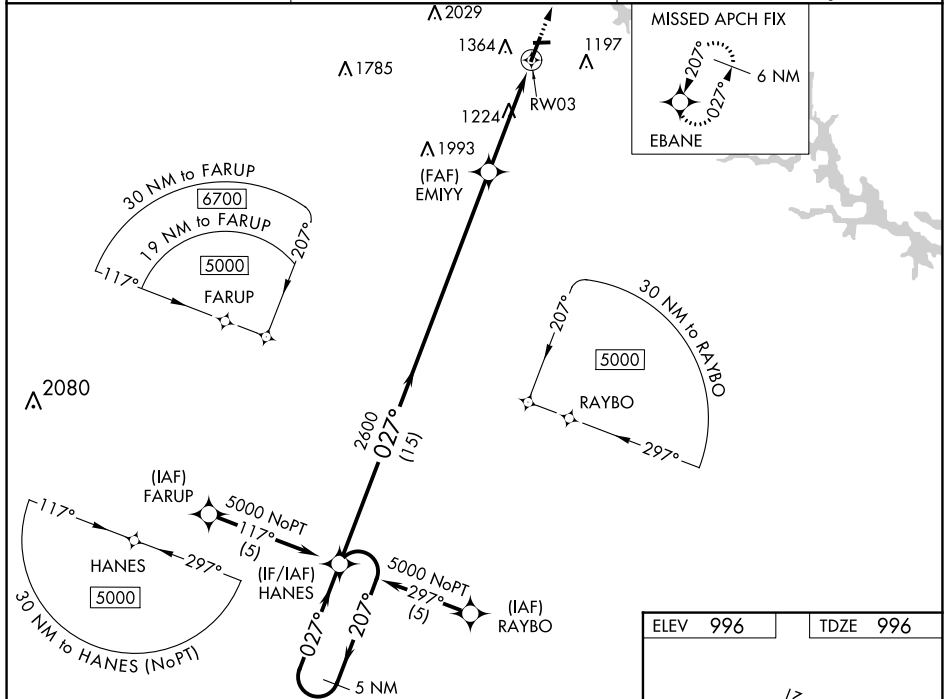 2029
1364
1197
1785
RW03
1224
1993
(FAF)
EMIYY
MISSED APCH FIX
207°
6 NM
027°
EBANE
30 NM to FARUP
6700
19 NM to FARUP
5000
207°
117°
FARUP
30 NM to RAYBO
207°
5000
RAYBO
297°
2080
2600
027°
(15)
(IAF)
FARUP
5000 NoPT
117°
(5)
117°
297°
HANES
5000
30 NM to HANES (NoPT)
(IF/IAF)
HANES
5000 NoPT
297°
(5)
(IAF)
RAYBO
027°
207°
5 NM
ELEV 996
TDZE 996